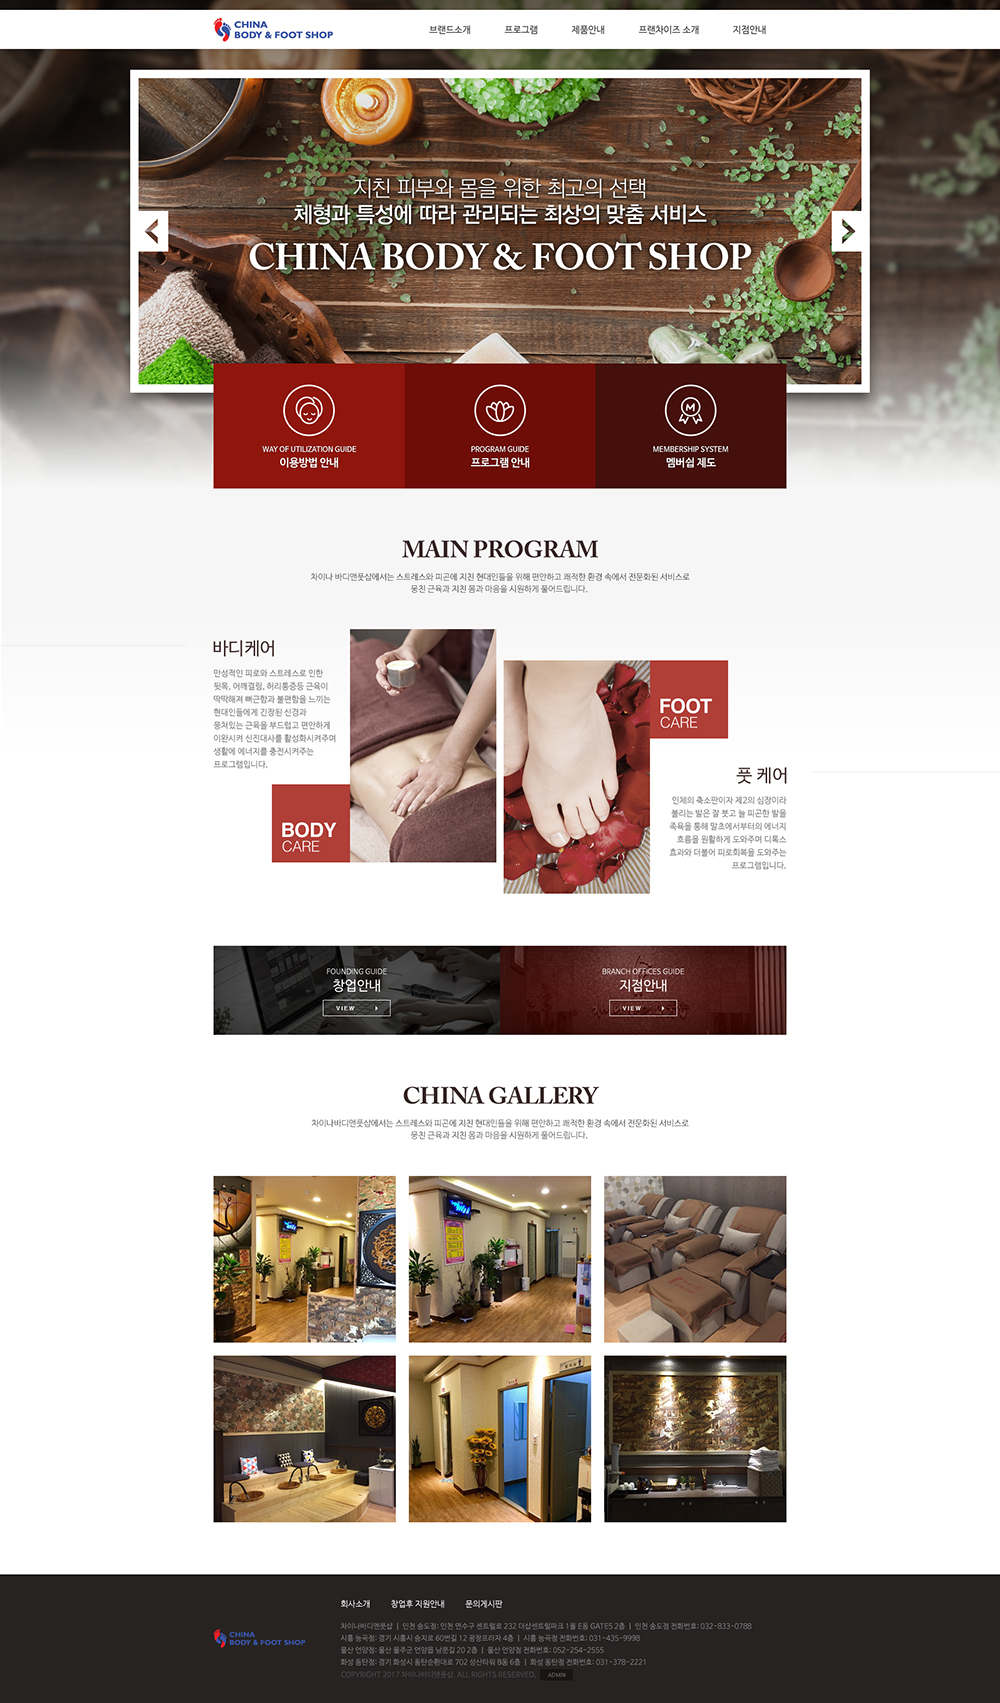 CHINA
BODY & FOOT SHOP
브랜드소개 프로그램 제품안내 프랜차이즈 소개 지점안내
지친 피부와 몸을 위한 최고의 선택
체형과 특성에 따라 관리되는 최상의 맞춤 서비스
CHINA BODY & FOOT SHOP
WAY OF UTILIZATION GUIDE
이용방법 안내
PROGRAM GUIDE
프로그램 안내
M
MEMBERSHIP SYSTEM
멤버쉽 제도
MAIN PROGRAM
차이나 바디앤풋샵에서는 스트레스와 피곤에 지친 현대인들을 위해 편안하고 쾌적한 환경 속에서 전문화된 서비스로
뭉친 근육과 지친 몸과 마음을 시원하게 풀어드립니다.
바디케어
만성적인 피로와 스트레스로 인한
뒷목, 어깨결림, 허리통증등 근육이
딱딱해져 뻐근함과 불편함을 느끼는
현대인들에게 긴장된 신경과
뭉쳐있는 근육을 부드럽고 편안하게
이완시켜 신진대사를 활성화시켜주며
생활에 에너지를 충전시켜주는
프로그램입니다.
BODY
CARE
FOOT
CARE
풋 케어
인체의 축소판이자 제2의 심장이라
불리는 발은 잘 붓고 늘 피곤한 발을
족욕을 통해 말초에서부터의 에너지
흐름을 원활하게 도와주며 디톡스
효과와 더불어 피로회복을 도와주는
프로그램입니다.
FOUNDING GUIDE
창업안내
VIEW
BRANCH OFFICES GUIDE
지점안내
VIEW
CHINA GALLERY
차이나바디앤풋샵에서는 스트레스와 피곤에 지친 현대인들을 위해 편안하고 쾌적한 환경 속에서 전문화된 서비스로
뭉친 근육과 지친 몸과 마음을 시원하게 풀어드립니다.
회사소개 창업후 지원안내 문의게시판
CHINA
BODY & FOOT SHOP
차이나바디앤풋샵 | 인천 송도점: 인천 연수구 센트럴로 232 더샵센트럴파크 1몰 E동 GATE5 2층 | 인천 송도점 전화번호: 032-833-0788
시흥 능곡점: 경기 시흥시 승지로 60번길 12 광장프라자 4층 | 시흥 능곡점 전화번호: 031-435-9998
울산 언양점: 울산 울주군 언양읍 남문길 20 2층 | 울산 언양점 전화번호: 052-254-2555
화성 동탄점: 경기 화성시 동탄순환대로 702 성산타워 B동 6층 | 화성 동탄점 전화번호: 031-378-2221
COPYRIGHT 2017 차이나바디앤풋샵. ALL RIGHTS RESERVED. ADMIN